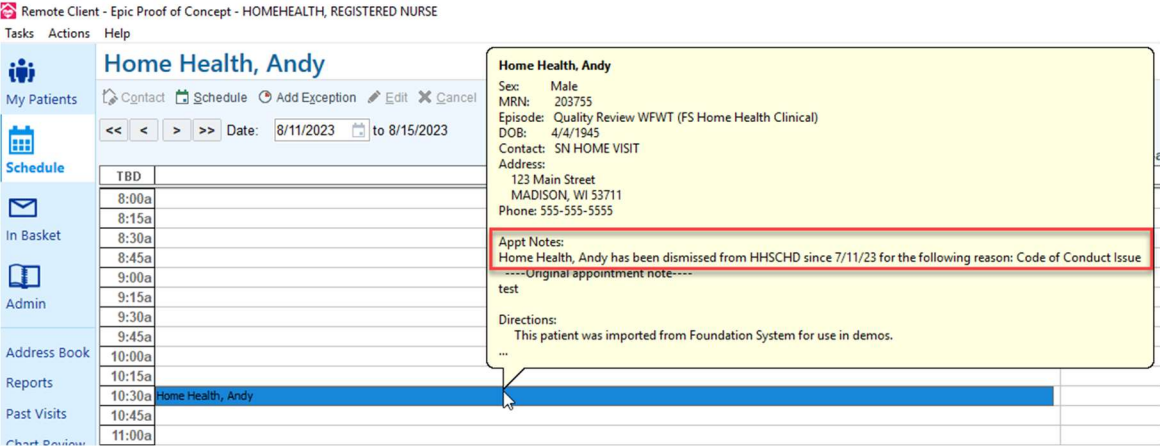 Remote Client - Epic Proof of Concept - HOMEHEALTH, REGISTERED NURSE
Tasks Actions Help
My Patients
Schedule
In Basket
Admin
Address Book
Reports
Past Visits
Chart Review
Home Health, Andy
Contact Schedule Add Exception Edit Cancel
<< < > >> Date: 8/11/2023 to 8/15/2023
TBD
8:00a
8:15a
8:30a
8:45a
9:00a
9:15a
9:30a
9:45a
10:00a
10:15a
10:30a Home Health, Andy
10:45a
11:00a
Home Health, Andy
Sex: Male
MRN: 203755
Episode: Quality Review WFWT (FS Home Health Clinical)
DOB: 4/4/1945
Contact: SN HOME VISIT
Address:
123 Main Street
MADISON, WI 53711
Phone: 555-555-5555
Appt Notes:
Home Health, Andy has been dismissed from HHSCHD since 7/11/23 for the following reason: Code of Conduct Issue
----Original appointment note----
test
Directions:
This patient was imported from Foundation System for use in demos.
...